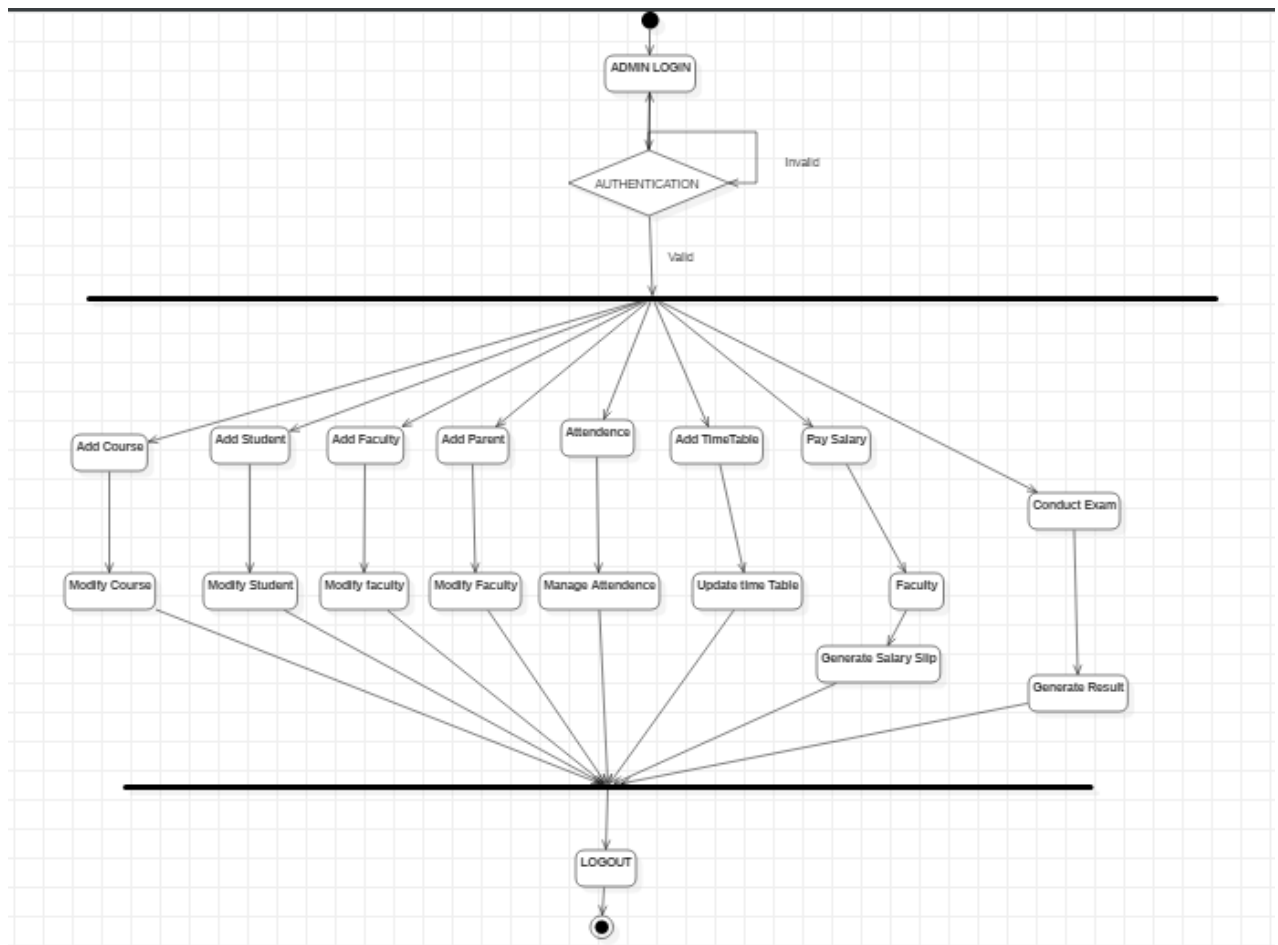 ADMIN LOGIN
Invalid
AUTHENTICATION
Valid
Add Course
Add Student
Add Faculty
Add Parent
Attendence
Add TimeTable
Pay Salary
Conduct Exam
Modify Course
Modify Student
Modify faculty
Modify Faculty
Manage Attendence
Update time Table
Faculty
Generate Salary Slip
Generate Result
LOGOUT